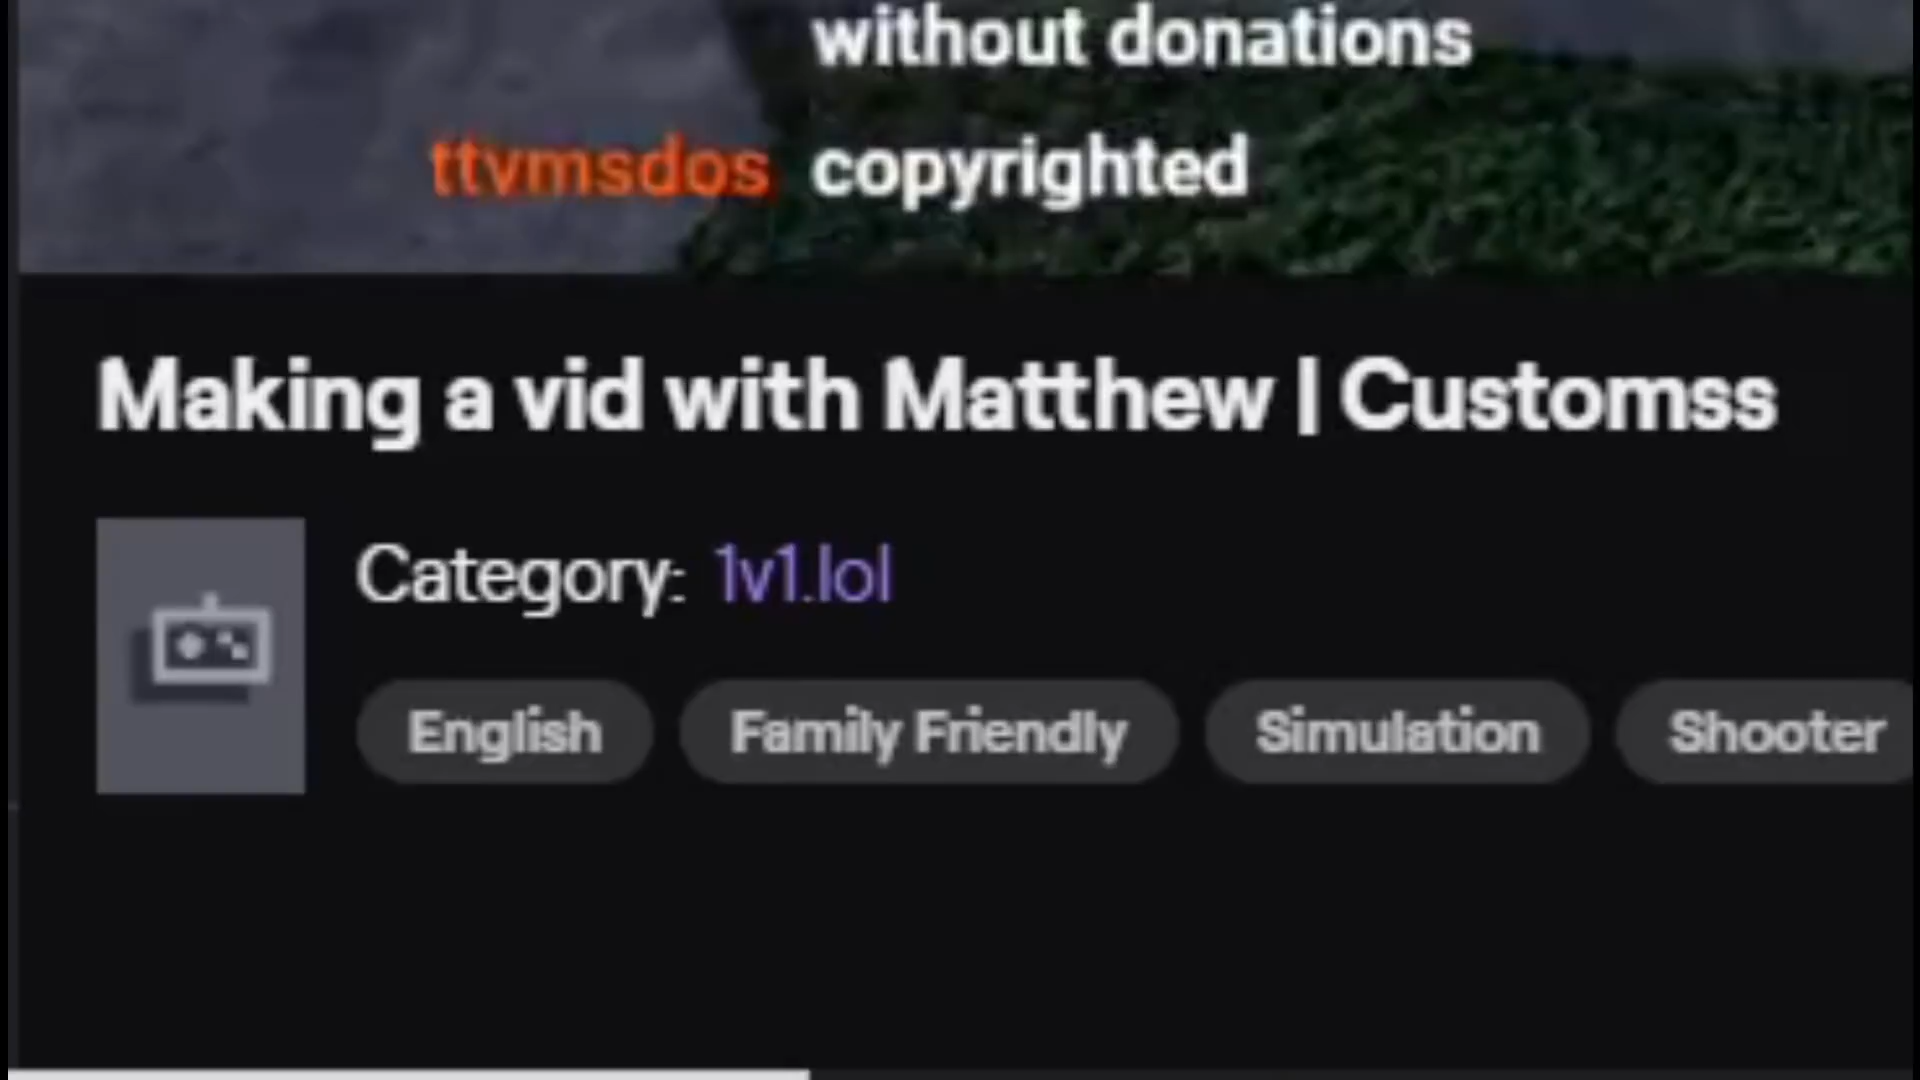 without donations
ttvmsdos copyrighted
Making a vid with Matthew | Customss
Category: 1v1.lol
English Family Friendly Simulation Shooter